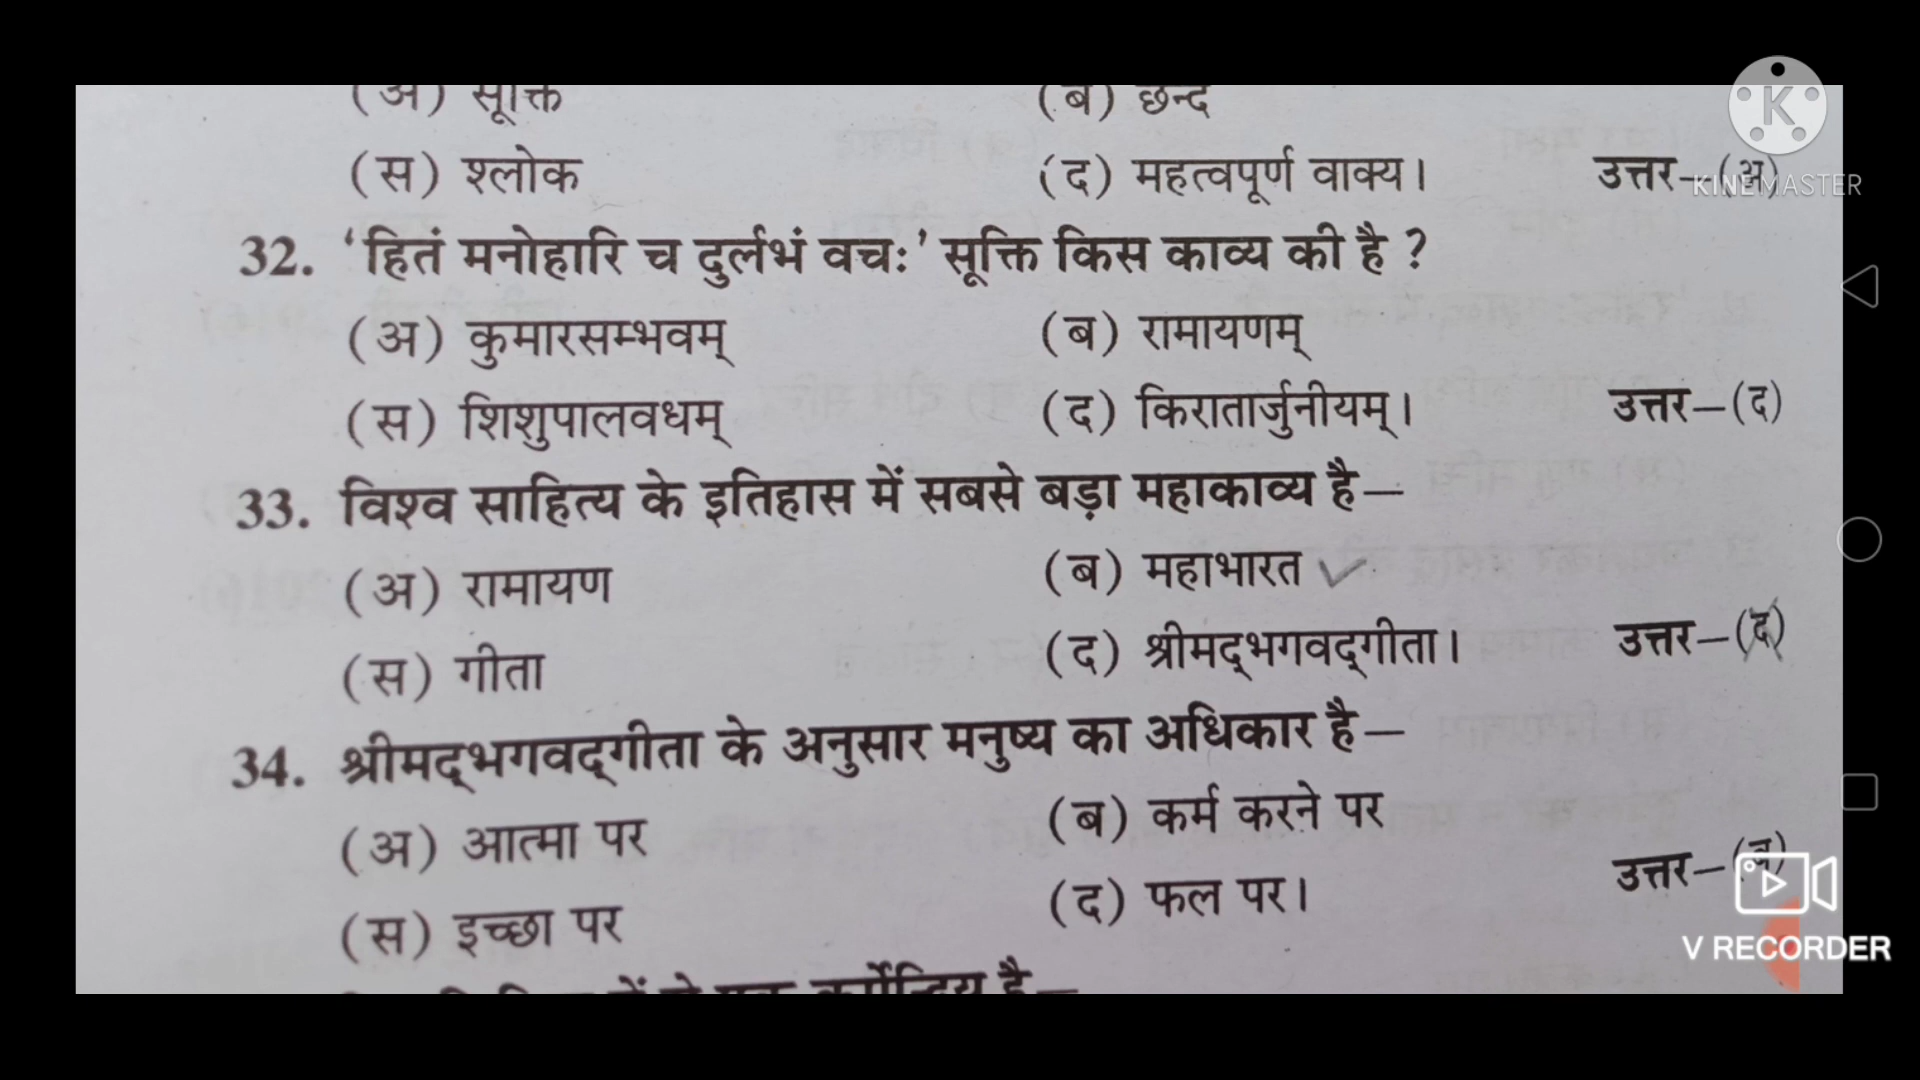 (अ) सूक्ति (ब) छन्द
(स) श्लोक (द) महत्वपूर्ण वाक्य। उत्तर–(अ)
32. 'हितं मनोहारि च दुर्लभं वचः' सूक्ति किस काव्य की है ?
(अ) कुमारसम्भवम् (ब) रामायणम्
(स) शिशुपालवधम् (द) किरातार्जुनीयम्। उत्तर–(द)
33. विश्व साहित्य के इतिहास में सबसे बड़ा महाकाव्य है–
(अ) रामायण (ब) महाभारत ✓
(स) गीता (द) श्रीमद्भगवद्गीता। उत्तर–(द)
34. श्रीमद्भगवद्गीता के अनुसार मनुष्य का अधिकार है–
(अ) आत्मा पर (ब) कर्म करने पर
(स) इच्छा पर (द) फल पर। उत्तर–
है–
K
KINEMASTER
V RECORDER